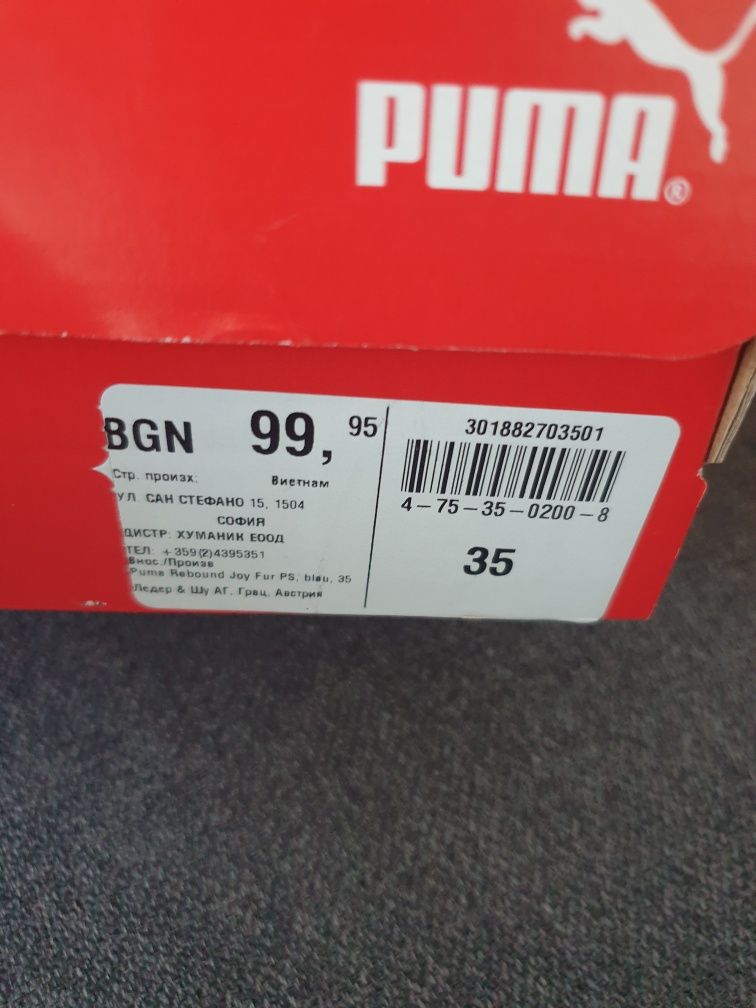 PUMA®
BGN 99,95
Стр. произх: Виетнам
УЛ. САН СТЕФАНО 15, 1504
СОФИЯ
ДИСТР: ХУМАНИК ЕООД
ТЕЛ: +359(2)4395351
Внос./Произв
Puma Rebound Joy Fur PS, blau, 35
Ледер & Шу АГ, Грац, Австрия
301882703501
4-75-35-0200-8
35